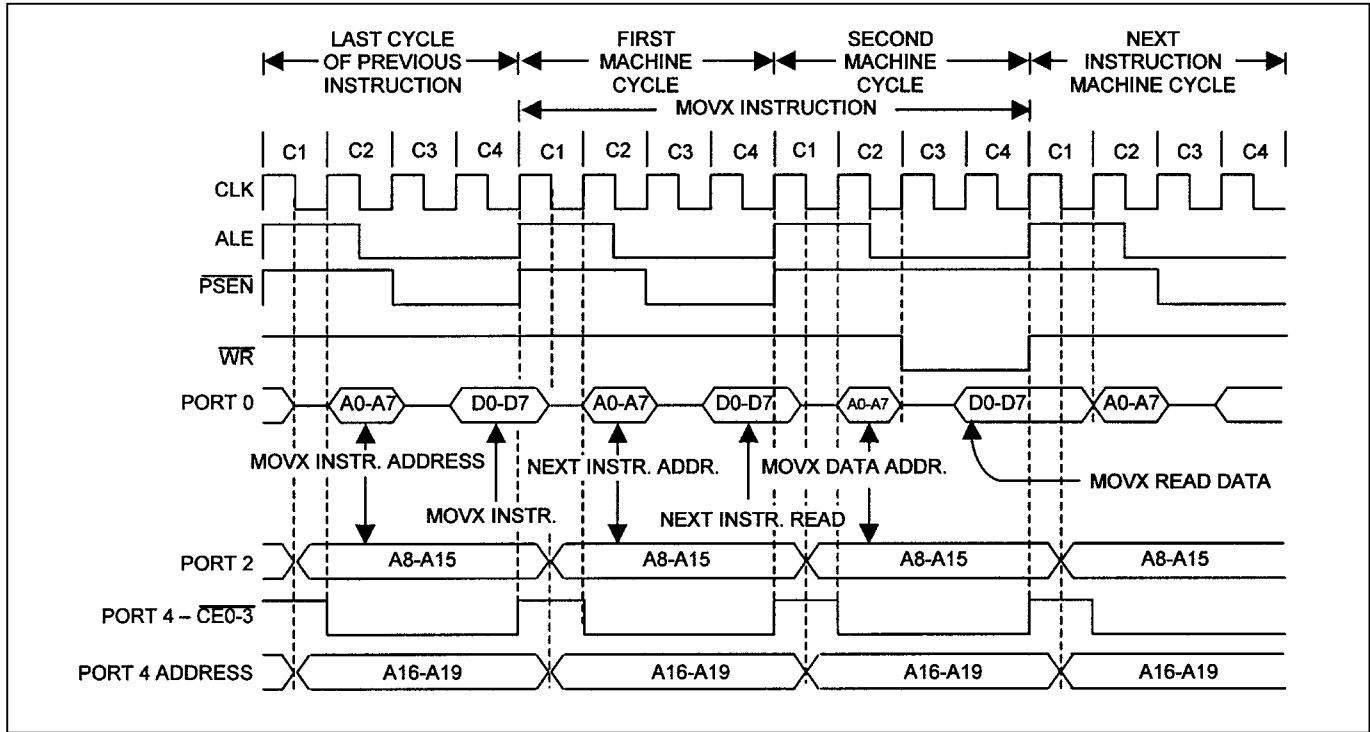 LAST CYCLE
OF PREVIOUS
INSTRUCTION
FIRST
MACHINE
CYCLE
SECOND
MACHINE
CYCLE
NEXT
INSTRUCTION
MACHINE CYCLE
MOVX INSTRUCTION
C1 C2 C3 C4 C1 C2 C3 C4 C1 C2 C3 C4 C1 C2 C3 C4
CLK
ALE
PSEN
WR
PORT 0 A0-A7 D0-D7 A0-A7 D0-D7 A0-A7 D0-D7 A0-A7
MOVX INSTR. ADDRESS NEXT INSTR. ADDR. MOVX DATA ADDR.
MOVX READ DATA
MOVX INSTR. NEXT INSTR. READ
PORT 2 A8-A15 A8-A15 A8-A15 A8-A15
PORT 4 – CE0-3
PORT 4 ADDRESS A16-A19 A16-A19 A16-A19 A16-A19